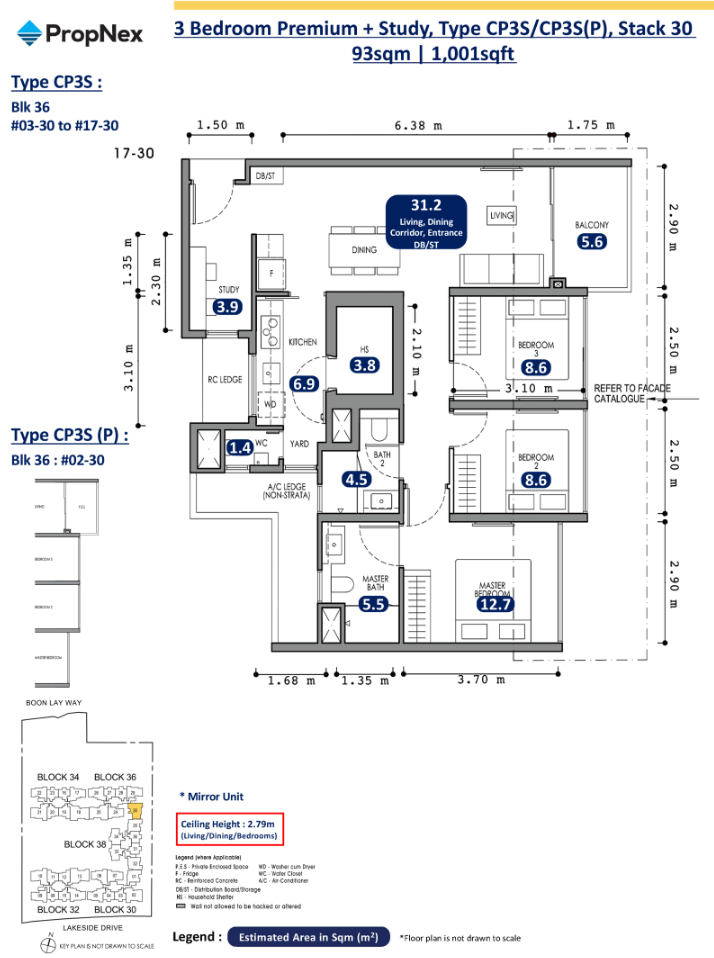 PropNex
3 Bedroom Premium + Study, Type CP3S/CP3S(P), Stack 30
93sqm | 1,001sqft
Type CP3S :
Blk 36
#03-30 to #17-30
1.50 m
6.38 m
1.75 m
17-30
DB/ST
31.2
Living, Dining
Corridor, Entrance
DB/ST
LIVING
BALCONY
5.6
2.90 m
DINING
1.35 m
2.30 m
F
STUDY
3.9
KITCHEN
HS
3.8
2.10 m
BEDROOM
3
8.6
2.50 m
3.10 m
RC LEDGE
6.9
3.10 m
REFER TO FACADE
CATALOGUE
WD
Type CP3S (P) :
Blk 36 : #02-30
1.4
WC
YARD
BATH
2
4.5
BEDROOM
2
8.6
2.50 m
A/C LEDGE
(NON-STRATA)
LIVING
BEDROOM 3
BEDROOM 2
MASTER BEDROOM
MASTER
BATH
5.5
MASTER
BEDROOM
12.7
2.90 m
1.68 m
1.35 m
3.70 m
BOON LAY WAY
BLOCK 34
BLOCK 36
BLOCK 38
BLOCK 32
BLOCK 30
LAKESIDE DRIVE
N
KEY PLAN IS NOT DRAWN TO SCALE
* Mirror Unit
Ceiling Height : 2.79m
(Living/Dining/Bedrooms)
Legend (where Applicable)
P.E.S - Private Enclosed Space
WD - Washer cum Dryer
F - Fridge
WC - Water Closet
RC - Reinforced Concrete
A/C - Air-Conditioner
DB/ST - Distribution Board/Storage
HS - Household Shelter
Wall not allowed to be hacked or altered
Legend :
Estimated Area in Sqm (m²)
*Floor plan is not drawn to scale